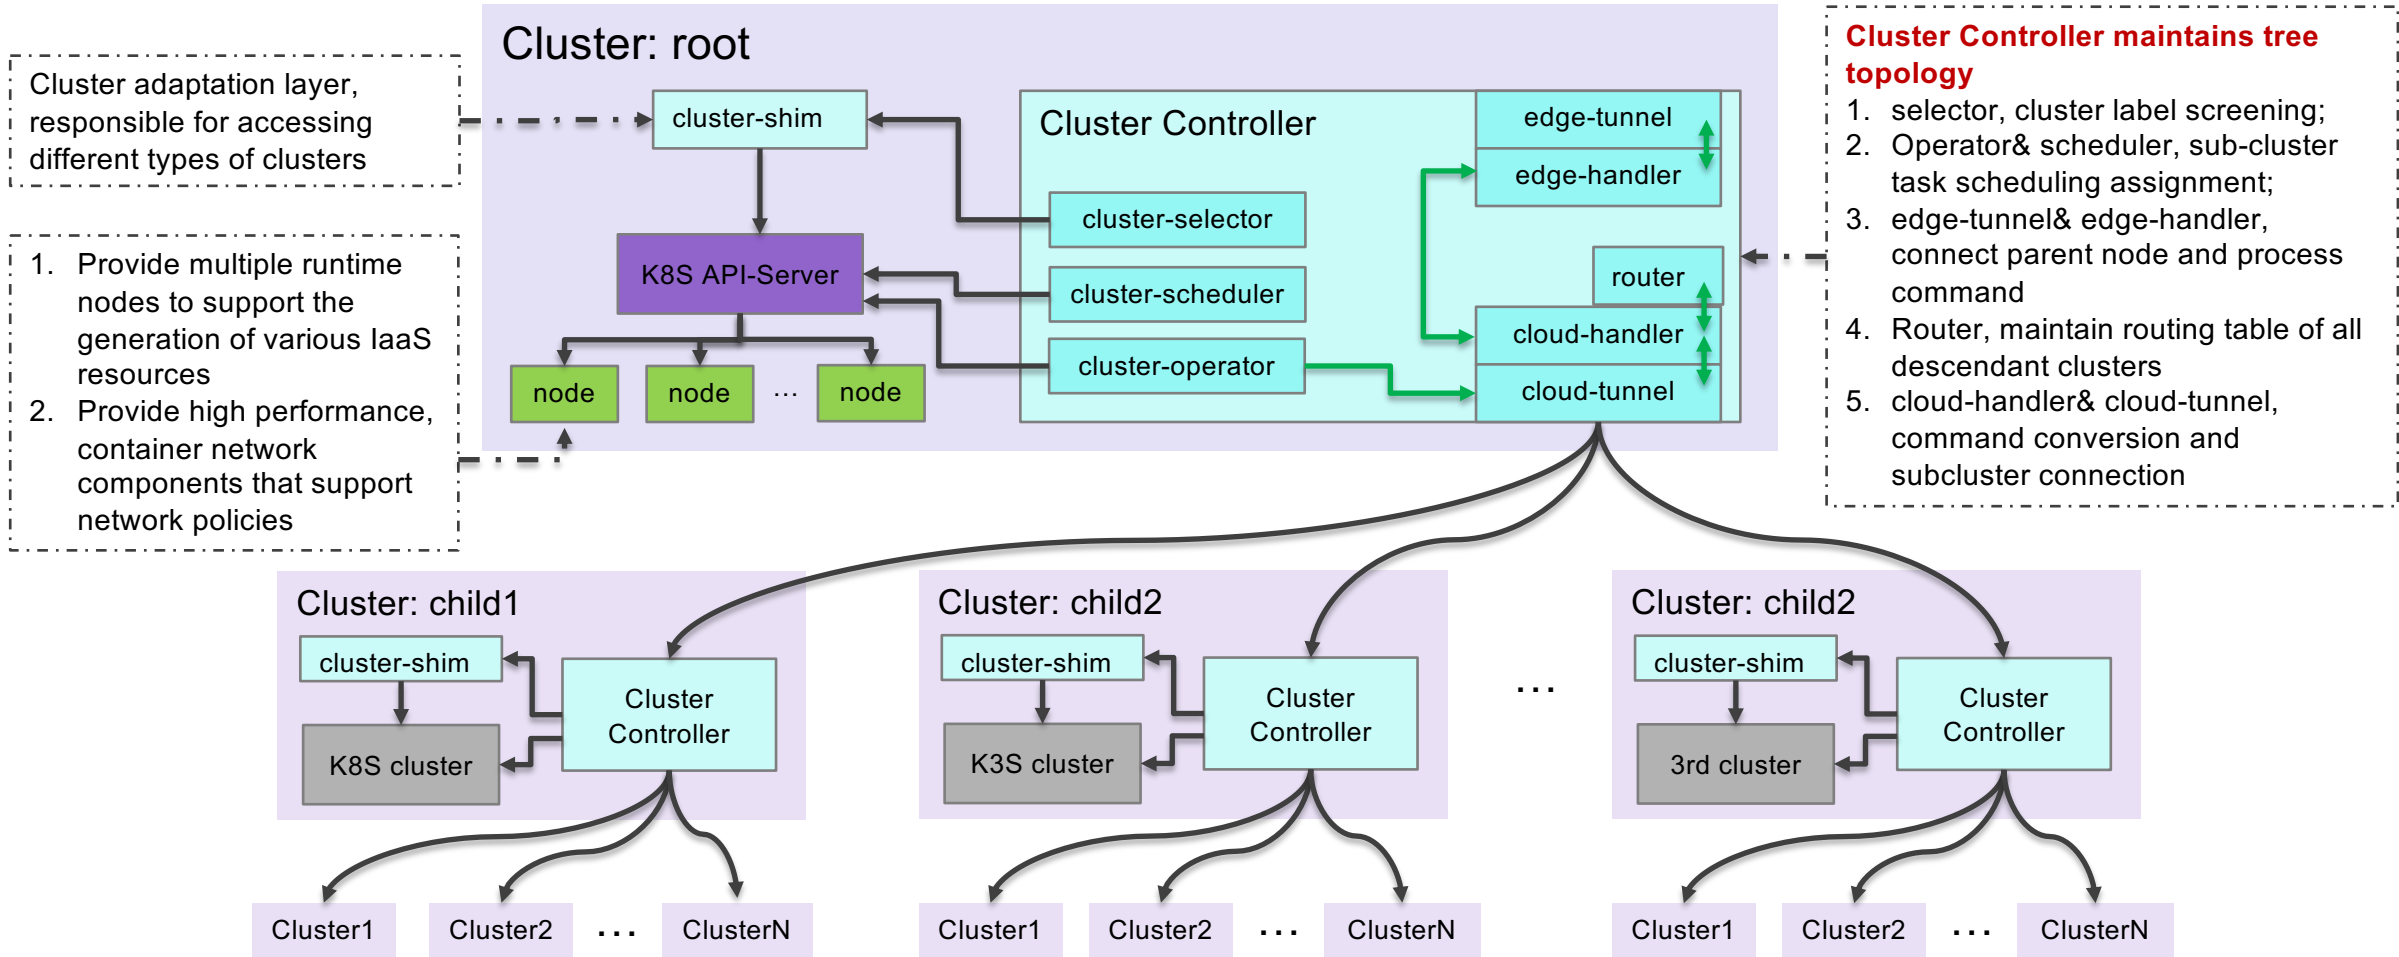 Cluster: root
Cluster adaptation layer,
responsible for accessing
different types of clusters
1. Provide multiple runtime
nodes to support the
generation of various IaaS
resources
2. Provide high performance,
container network
components that support
network policies
cluster-shim
K8S API-Server
node
node
...
node
Cluster Controller
cluster-selector
cluster-scheduler
cluster-operator
edge-tunnel
edge-handler
router
cloud-handler
cloud-tunnel
Cluster Controller maintains tree
topology
1. selector, cluster label screening;
2. Operator& scheduler, sub-cluster
task scheduling assignment;
3. edge-tunnel& edge-handler,
connect parent node and process
command
4. Router, maintain routing table of all
descendant clusters
5. cloud-handler& cloud-tunnel,
command conversion and
subcluster connection
Cluster: child1
cluster-shim
K8S cluster
Cluster
Controller
Cluster: child2
cluster-shim
K3S cluster
Cluster
Controller
...
Cluster: child2
cluster-shim
3rd cluster
Cluster
Controller
Cluster1
Cluster2
...
ClusterN
Cluster1
Cluster2
...
ClusterN
Cluster1
Cluster2
...
ClusterN